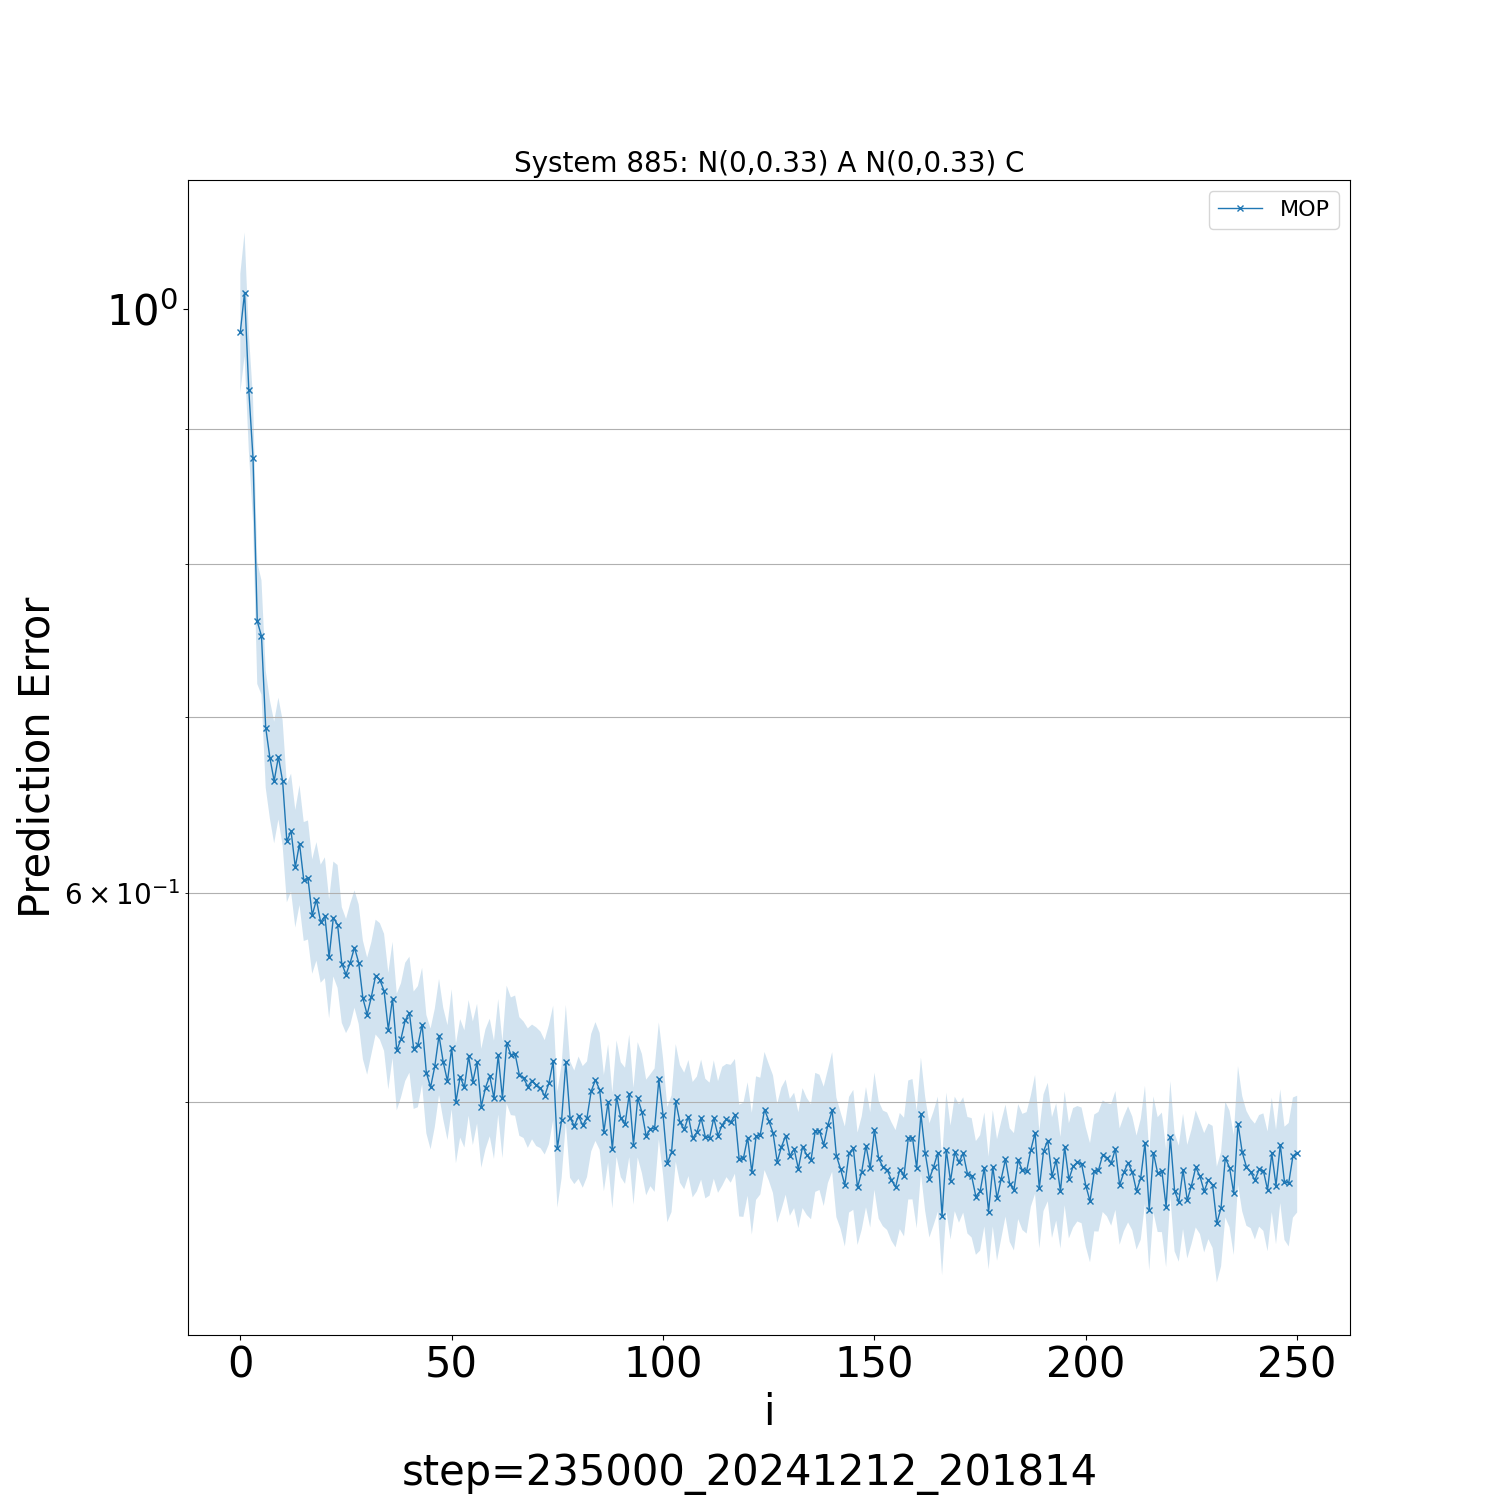 System 885: N(0,0.33) A N(0,0.33) C
MOP
10⁰
6 × 10⁻¹
Prediction Error
0 50 100 150 200 250
i
step=235000_20241212_201814